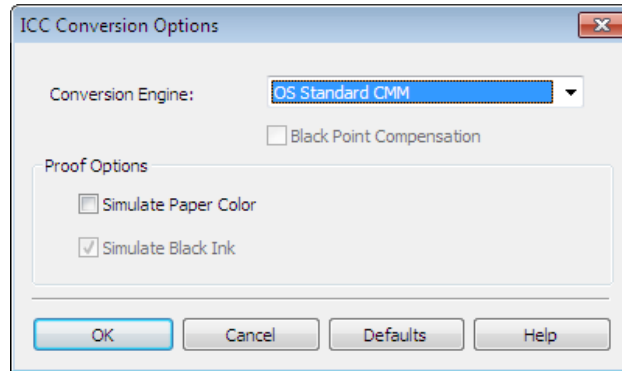 ICC Conversion Options
Conversion Engine: OS Standard CMM
Black Point Compensation
Proof Options
Simulate Paper Color
Simulate Black Ink
OK Cancel Defaults Help